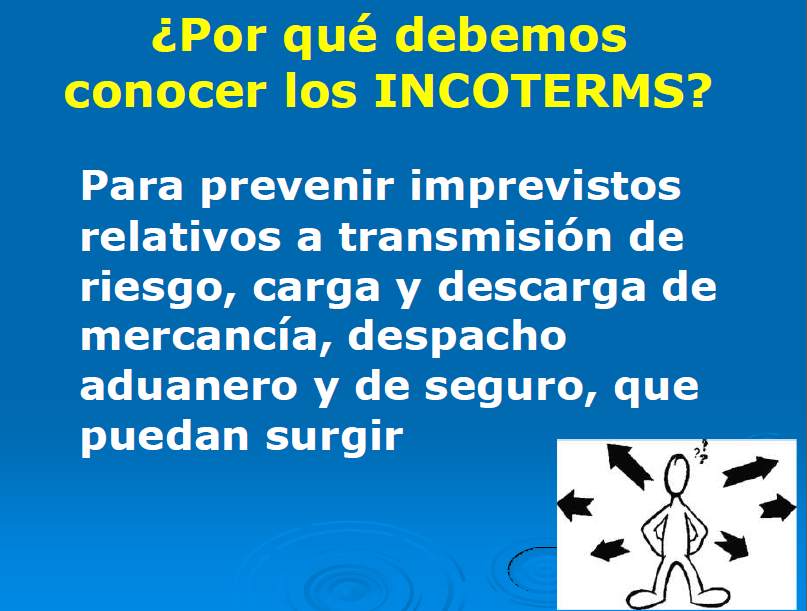 ¿Por qué debemos
conocer los INCOTERMS?
Para prevenir imprevistos
relativos a transmisión de
riesgo, carga y descarga de
mercancía, despacho
aduanero y de seguro, que
puedan surgir
???